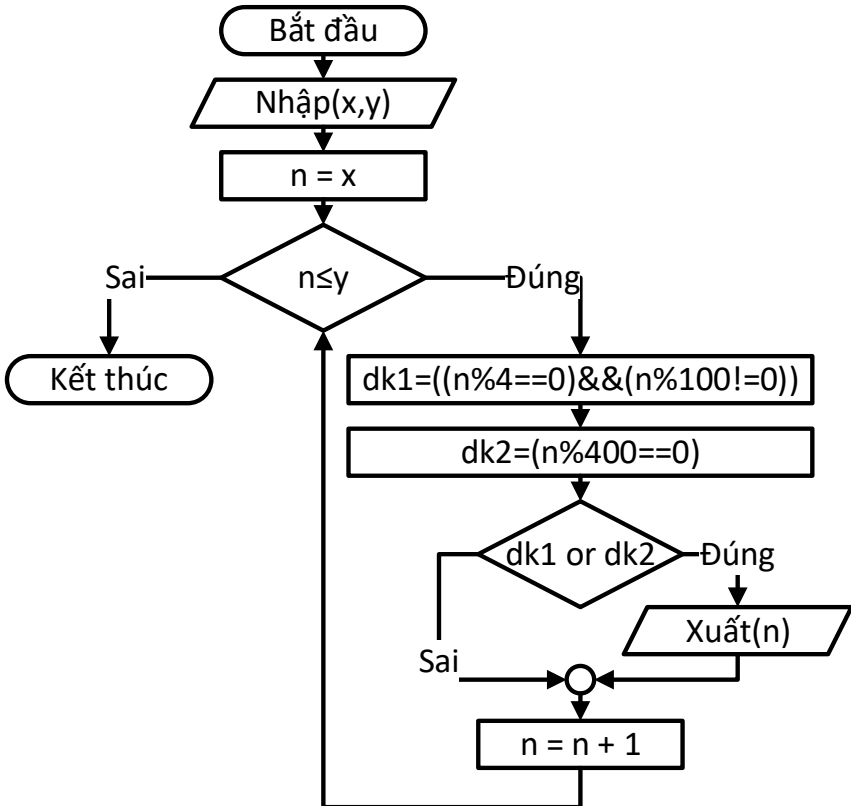 Bắt đầu
Nhập(x,y)
n = x
Sai
n≤y
Đúng
Kết thúc
dk1=((n%4==0)&&(n%100!=0))
dk2=(n%400==0)
dk1 or dk2
Đúng
Xuất(n)
Sai
n = n + 1